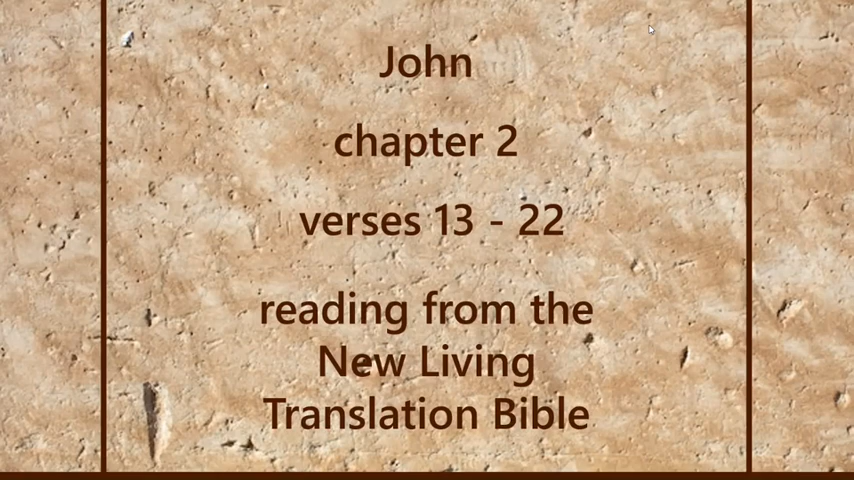 John
chapter 2
verses 13 - 22
reading from the
New Living
Translation Bible